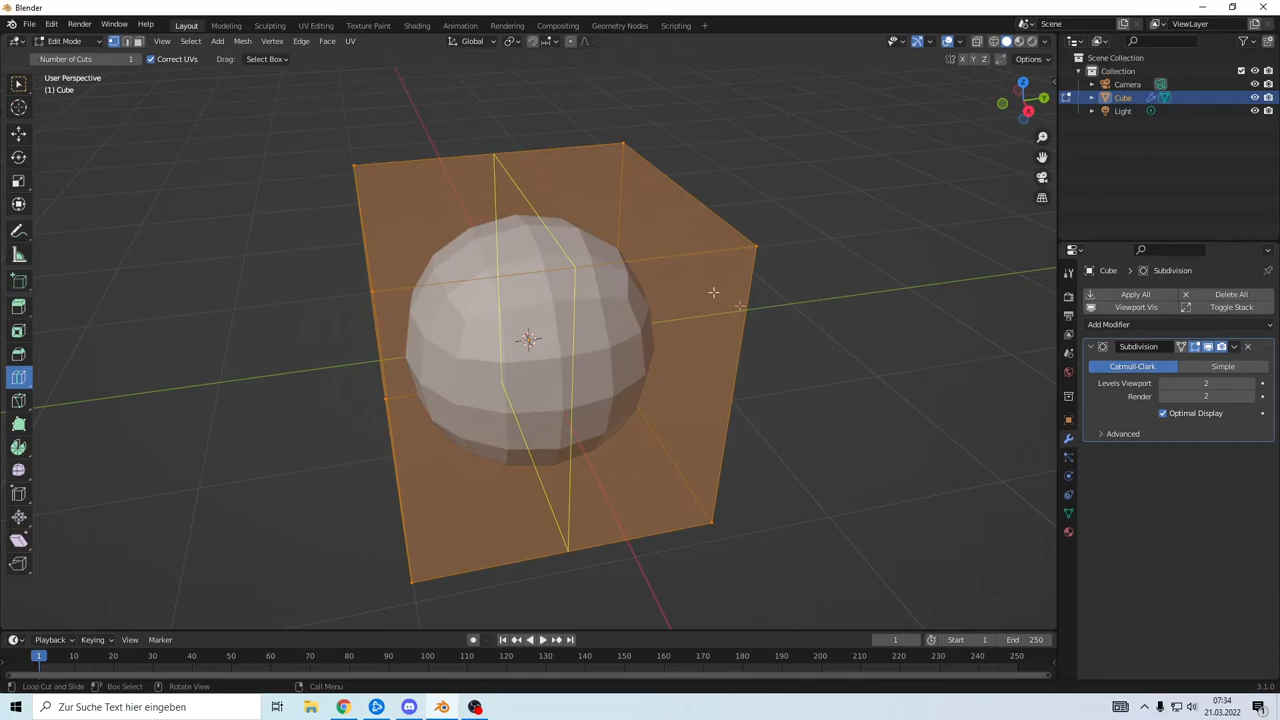 Blender
File Edit Render Window Help Layout Modeling Sculpting UV Editing Texture Paint Shading Animation Rendering Compositing Geometry Nodes Scripting + Scene ViewLayer
Edit Mode View Select Add Mesh Vertex Edge Face UV Global
Number of Cuts 1 Correct UVs Drag: Select Box X Y Z Options
User Perspective
(1) Cube
Z
Y
X
Scene Collection
Collection
Camera
Cube
Light
Cube Subdivision
Apply All Delete All
Viewport Vis Toggle Stack
Add Modifier
Subdivision
Catmull-Clark Simple
Levels Viewport 2
Render 2
Optimal Display
Advanced
Playback Keying View Marker 1 Start 1 End 250
1 10 20 30 40 50 60 70 80 90 100 110 120 130 140 150 160 170 180 190 200 210 220 230 240 250
Loop Cut and Slide Box Select Rotate View Call Menu 3.1.0
Zur Suche Text hier eingeben
07:34
21.03.2022